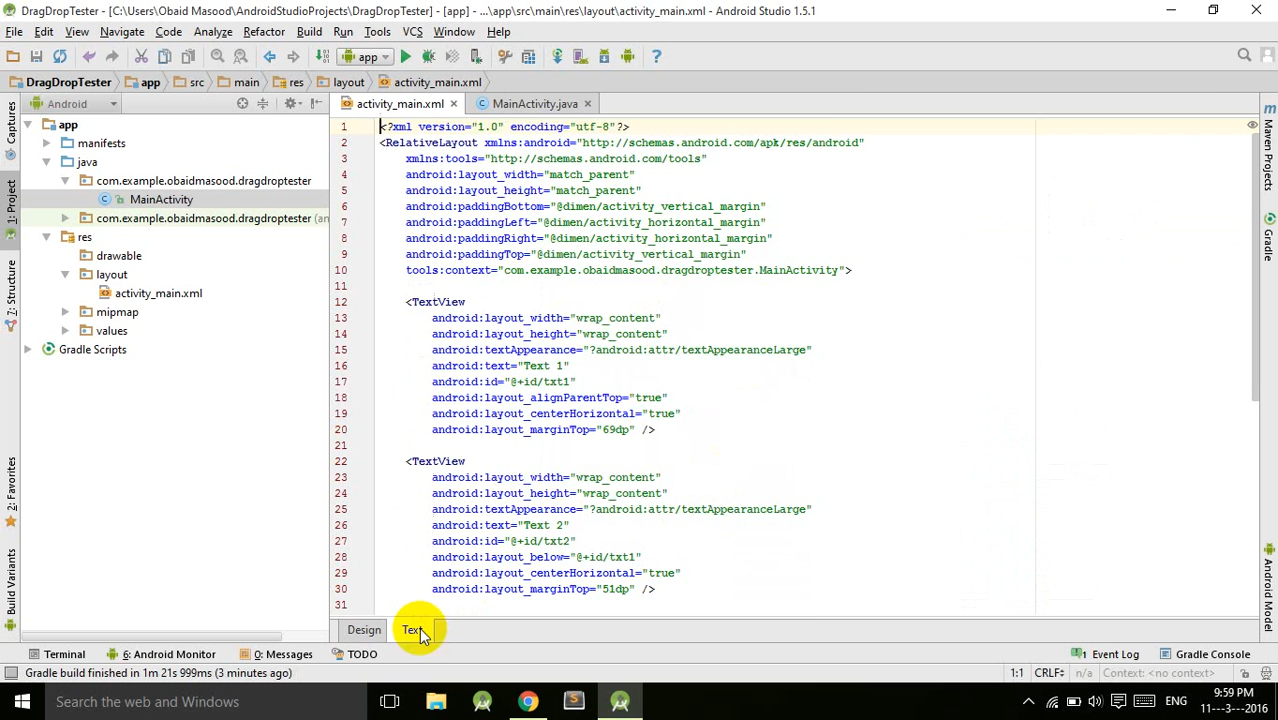 DragDropTester - [C:\Users\Obaid Masood\AndroidStudioProjects\DragDropTester] - [app] - ...\app\src\main\res\layout\activity_main.xml - Android Studio 1.5.1
File Edit View Navigate Code Analyze Refactor Build Run Tools VCS Window Help
app
DragDropTester app src main res layout activity_main.xml
Android
activity_main.xml MainActivity.java
app
manifests
java
com.example.obaidmasood.dragdroptester
MainActivity
com.example.obaidmasood.dragdroptester (an
res
drawable
layout
activity_main.xml
mipmap
values
Gradle Scripts
Captures
1: Project
7: Structure
2: Favorites
Build Variants
1 <?xml version="1.0" encoding="utf-8"?>
2 <RelativeLayout xmlns:android="http://schemas.android.com/apk/res/android"
3 xmlns:tools="http://schemas.android.com/tools"
4 android:layout_width="match_parent"
5 android:layout_height="match_parent"
6 android:paddingBottom="@dimen/activity_vertical_margin"
7 android:paddingLeft="@dimen/activity_horizontal_margin"
8 android:paddingRight="@dimen/activity_horizontal_margin"
9 android:paddingTop="@dimen/activity_vertical_margin"
10 tools:context="com.example.obaidmasood.dragdroptester.MainActivity">
11
12 <TextView
13 android:layout_width="wrap_content"
14 android:layout_height="wrap_content"
15 android:textAppearance="?android:attr/textAppearanceLarge"
16 android:text="Text 1"
17 android:id="@+id/txt1"
18 android:layout_alignParentTop="true"
19 android:layout_centerHorizontal="true"
20 android:layout_marginTop="69dp" />
21
22 <TextView
23 android:layout_width="wrap_content"
24 android:layout_height="wrap_content"
25 android:textAppearance="?android:attr/textAppearanceLarge"
26 android:text="Text 2"
27 android:id="@+id/txt2"
28 android:layout_below="@+id/txt1"
29 android:layout_centerHorizontal="true"
30 android:layout_marginTop="51dp" />
31
m Maven Projects
Gradle
Android Model
Design Text
Terminal 6: Android Monitor 0: Messages TODO 1 Event Log Gradle Console
Gradle build finished in 1m 21s 999ms (3 minutes ago) 1:1 CRLF n/a Context: <no context>
Search the web and Windows
ENG
9:59 PM
11---3---2016